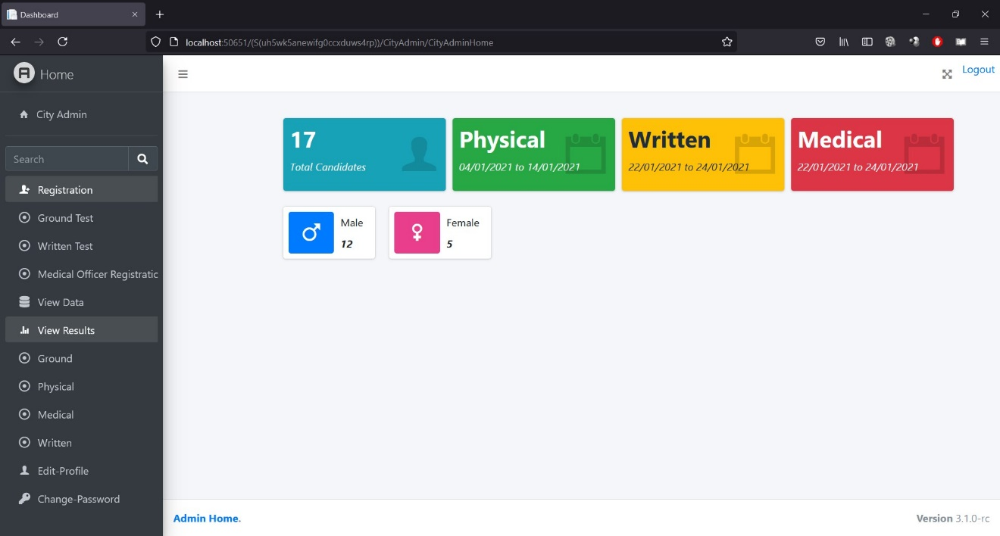 Dashboard
localhost:50651/(S(uh5wk5anewifg0ccxduws4rp))/CityAdmin/CityAdminHome
A Home
Logout
City Admin
Search
Registration
Ground Test
Written Test
Medical Officer Registratic
View Data
View Results
Ground
Physical
Medical
Written
Edit-Profile
Change-Password
17
Total Candidates
Physical
04/01/2021 to 14/01/2021
Written
22/01/2021 to 24/01/2021
Medical
22/01/2021 to 24/01/2021
Male
12
Female
5
Admin Home.
Version 3.1.0-rc